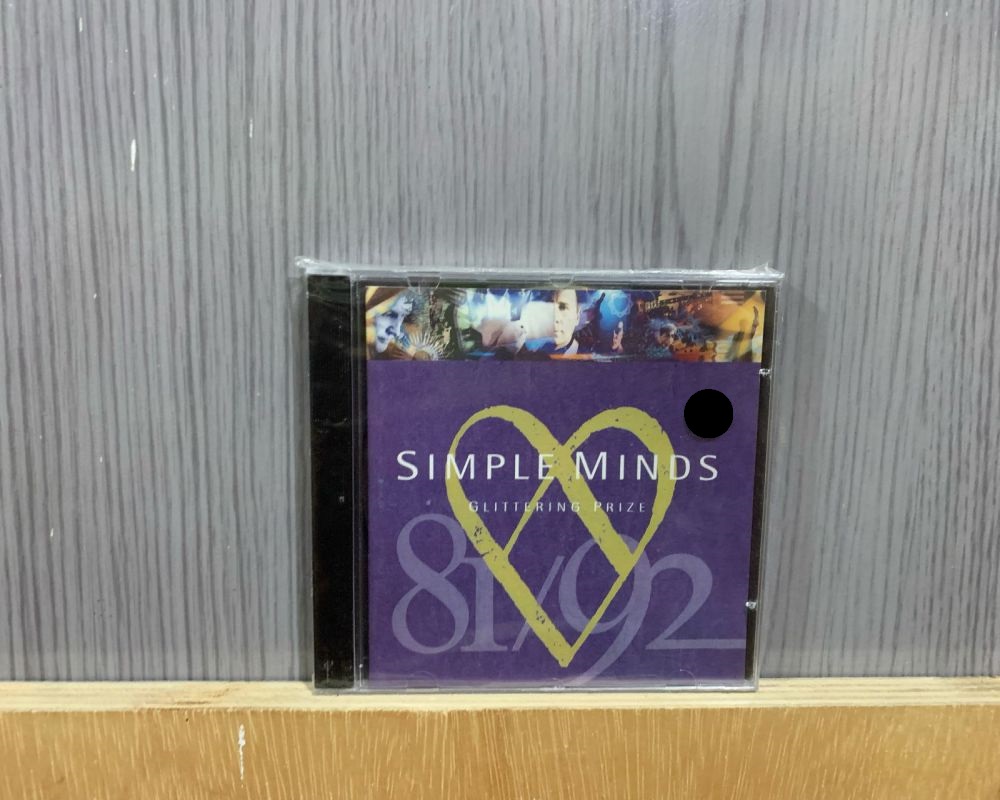 SIMPLE MINDS
GLITTERING PRIZE
81/92